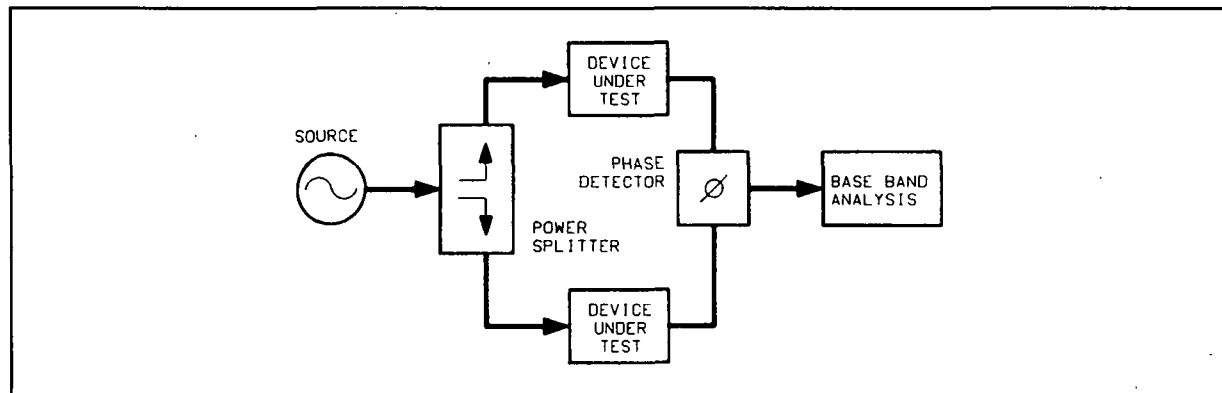 DEVICE
UNDER
TEST
SOURCE
PHASE
DETECTOR
BASE BAND
ANALYSIS
POWER
SPLITTER
DEVICE
UNDER
TEST